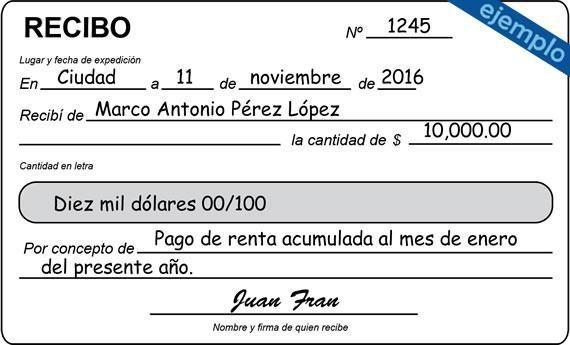 RECIBO
Nº 1245
ejemplo
Lugar y fecha de expedición
En Ciudad a 11 de noviembre de 2016
Recibí de Marco Antonio Pérez López
la cantidad de $ 10,000.00
Cantidad en letra
Diez mil dólares 00/100
Por concepto de Pago de renta acumulada al mes de enero
del presente año.
Juan Fran
Nombre y firma de quien recibe